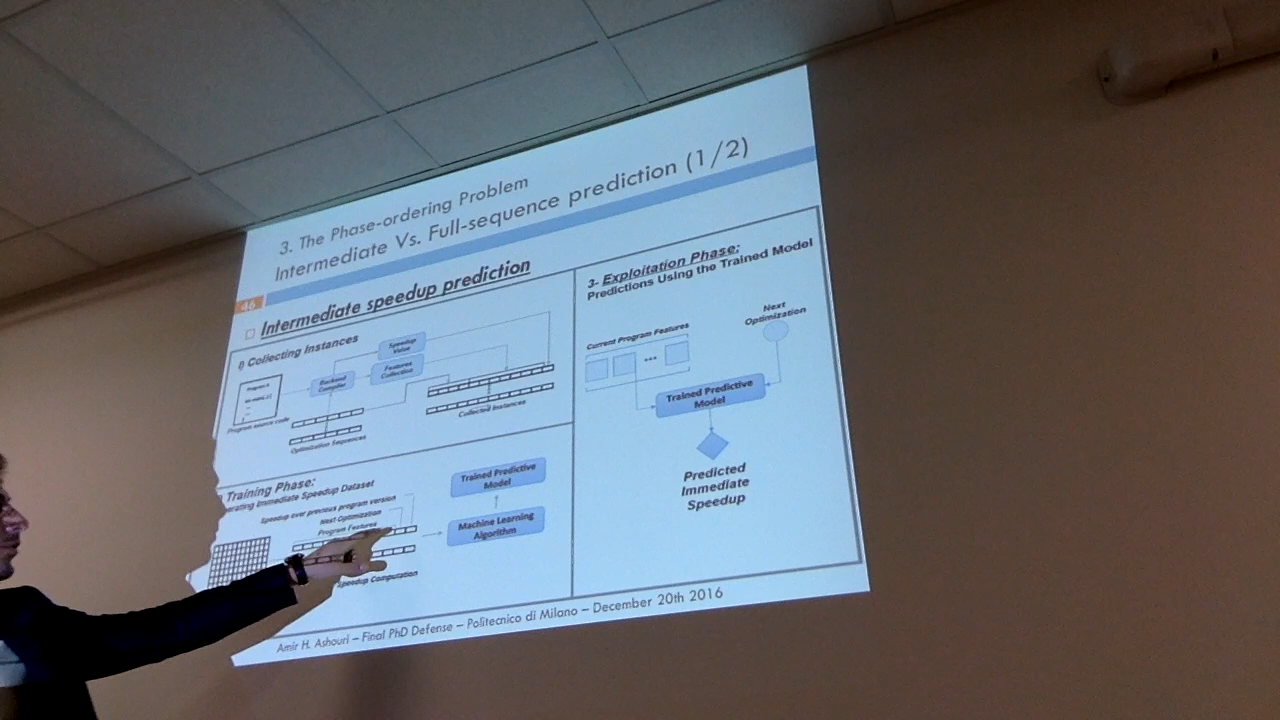 3. The Phase-ordering Problem
Intermediate Vs. Full-sequence prediction (1/2)
46
Intermediate speedup prediction
i) Collecting Instances
Speedup
Value
Features
Collection
Backend
Compiler
Program source code
Optimization Sequences
Collected Instances
Training Phase:
erating Immediate Speedup Dataset
Speedup over previous program version
Next Optimization
Program Features
Speedup Computation
Trained Predictive
Model
Machine Learning
Algorithm
3- Exploitation Phase:
Predictions Using the Trained Model
Current Program Features
Next
Optimization
Trained Predictive
Model
Predicted
Immediate
Speedup
Amir H. Ashouri – Final PhD Defense – Politecnico di Milano – December 20th 2016